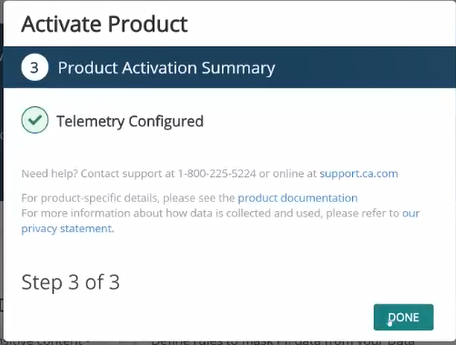 Activate Product
3 Product Activation Summary
Telemetry Configured
Need help? Contact support at 1-800-225-5224 or online at support.ca.com
For product-specific details, please see the product documentation
For more information about how data is collected and used, please refer to our
privacy statement.
Step 3 of 3
DONE
sitive content
Define rules to mask PII data from your Data